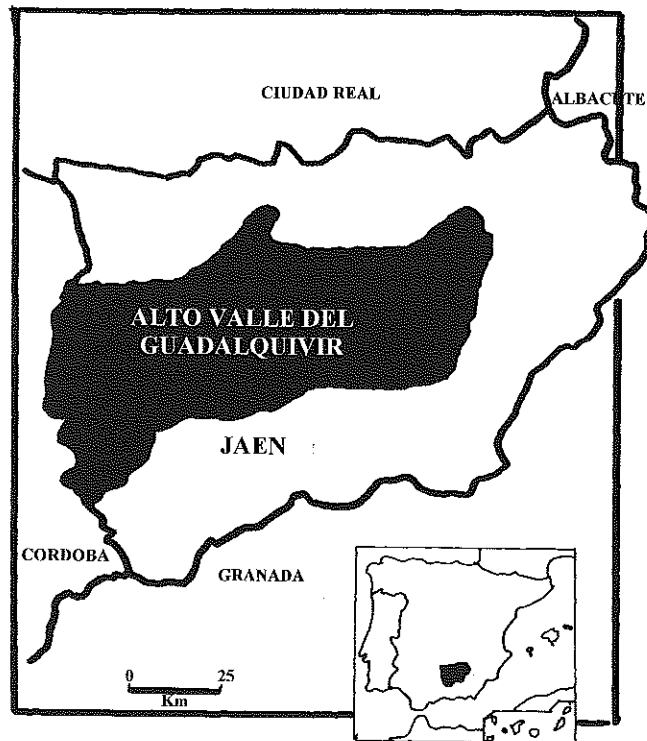 CIUDAD REAL
ALBACETE
ALTO VALLE DEL
GUADALQUIVIR
JAEN
CORDOBA
GRANADA
0 25
Km